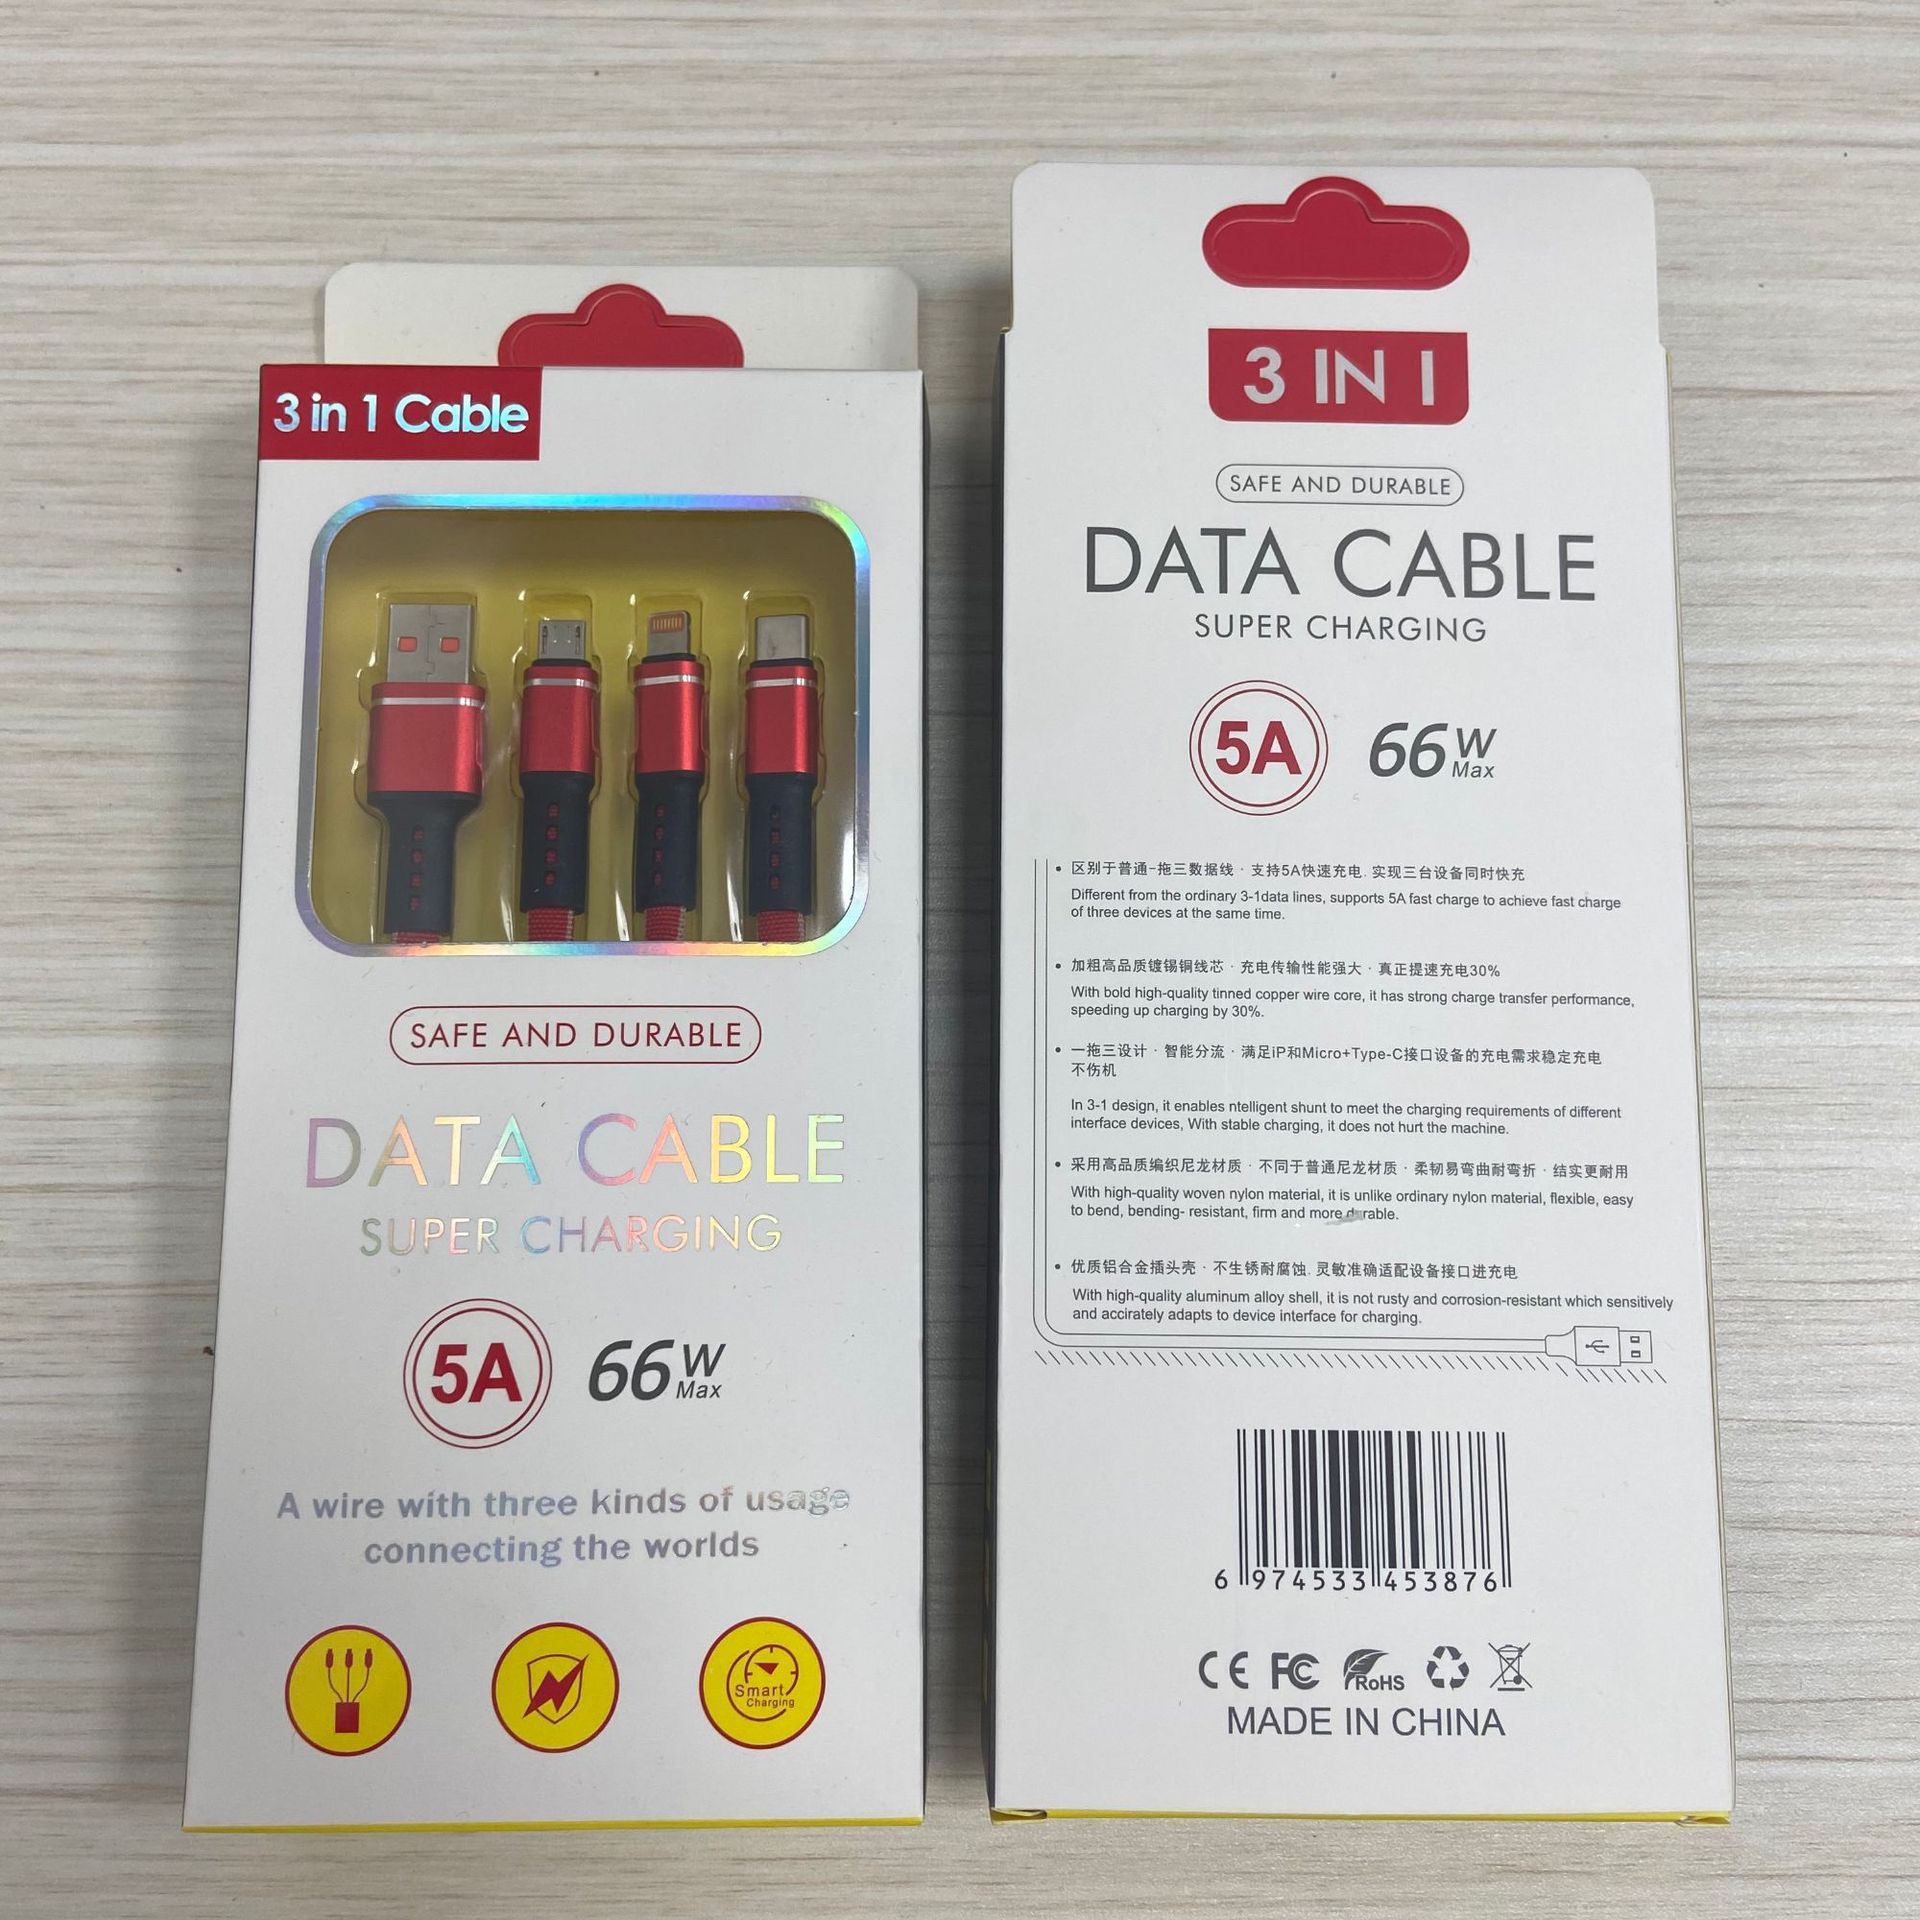 3 in 1 Cable
SAFE AND DURABLE
DATA CABLE
SUPER CHARGING
5A 66W Max
A wire with three kinds of usage
connecting the worlds
Smart
Charging
3 IN 1
SAFE AND DURABLE
DATA CABLE
SUPER CHARGING
5A 66W Max
• 区别于普通-拖三数据线 · 支持5A快速充电. 实现三台设备同时快充
Different from the ordinary 3-1data lines, supports 5A fast charge to achieve fast charge
of three devices at the same time.
• 加粗高品质镀锡铜线芯 · 充电传输性能强大 · 真正提速充电30%
With bold high-quality tinned copper wire core, it has strong charge transfer performance,
speeding up charging by 30%.
• 一拖三设计 · 智能分流 · 满足iP和Micro+Type-C接口设备的充电需求稳定充电
不伤机
In 3-1 design, it enables ntelligent shunt to meet the charging requirements of different
interface devices, With stable charging, it does not hurt the machine.
• 采用高品质编织尼龙材质 · 不同于普通尼龙材质 · 柔韧易弯曲耐弯折 · 结实更耐用
With high-quality woven nylon material, it is unlike ordinary nylon material, flexible, easy
to bend, bending- resistant, firm and more durable.
• 优质铝合金插头壳 · 不生锈耐腐蚀. 灵敏准确适配设备接口进充电
With high-quality aluminum alloy shell, it is not rusty and corrosion-resistant which sensitively
and accirately adapts to device interface for charging.
6 974533 453876
CE FC RoHS
MADE IN CHINA